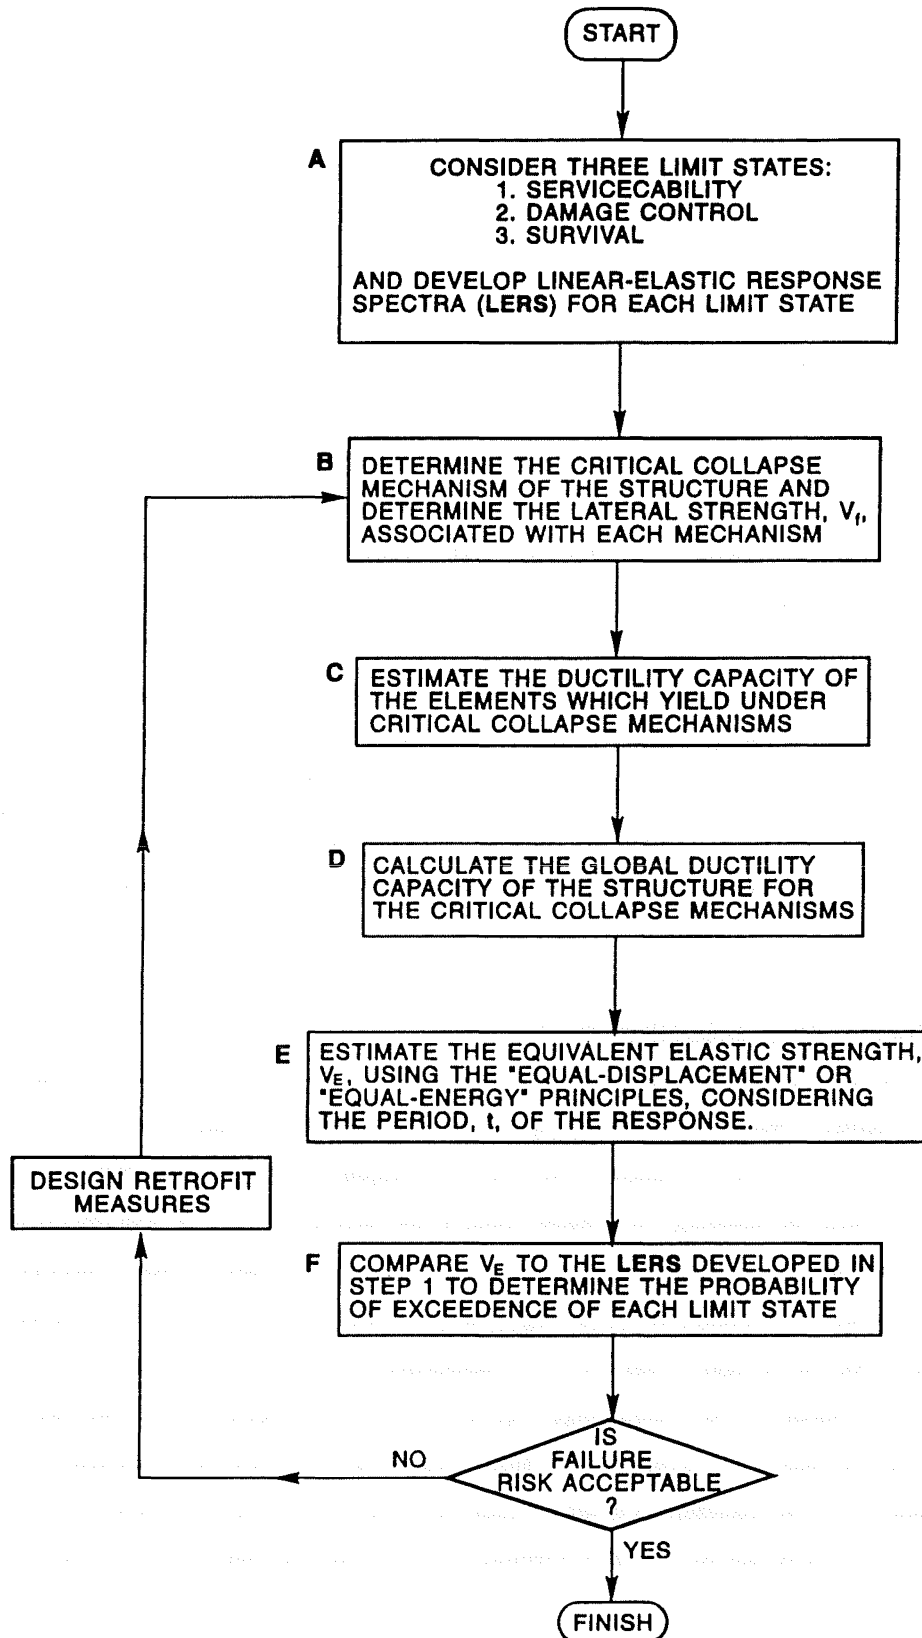 START
A
CONSIDER THREE LIMIT STATES:
1. SERVICECABILITY
2. DAMAGE CONTROL
3. SURVIVAL
AND DEVELOP LINEAR-ELASTIC RESPONSE
SPECTRA (LERS) FOR EACH LIMIT STATE
B
DETERMINE THE CRITICAL COLLAPSE
MECHANISM OF THE STRUCTURE AND
DETERMINE THE LATERAL STRENGTH, Vf,
ASSOCIATED WITH EACH MECHANISM
C
ESTIMATE THE DUCTILITY CAPACITY OF
THE ELEMENTS WHICH YIELD UNDER
CRITICAL COLLAPSE MECHANISMS
D
CALCULATE THE GLOBAL DUCTILITY
CAPACITY OF THE STRUCTURE FOR
THE CRITICAL COLLAPSE MECHANISMS
E
ESTIMATE THE EQUIVALENT ELASTIC STRENGTH,
VE, USING THE "EQUAL-DISPLACEMENT" OR
"EQUAL-ENERGY" PRINCIPLES, CONSIDERING
THE PERIOD, t, OF THE RESPONSE.
DESIGN RETROFIT
MEASURES
F
COMPARE VE TO THE LERS DEVELOPED IN
STEP 1 TO DETERMINE THE PROBABILITY
OF EXCEEDENCE OF EACH LIMIT STATE
IS
FAILURE
RISK ACCEPTABLE
?
NO
YES
FINISH